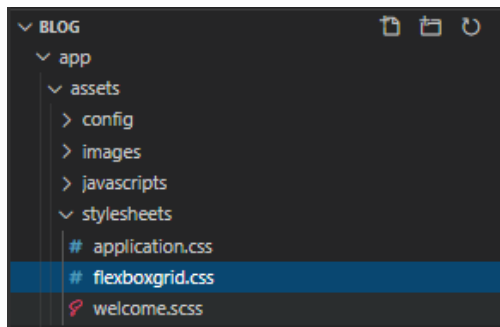 BLOG
app
assets
config
images
javascripts
stylesheets
# application.css
# flexboxgrid.css
welcome.scss